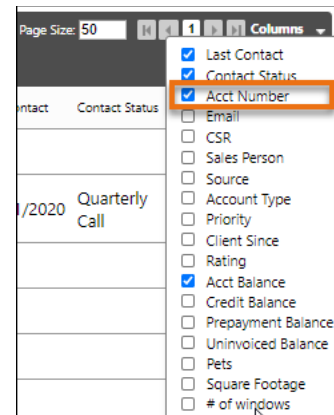 Page Size: 50 1 Columns
Last Contact
Contact Status
Acct Number
Email
CSR
Sales Person
Source
Account Type
Priority
Client Since
Rating
Acct Balance
Credit Balance
Prepayment Balance
Uninvoiced Balance
Pets
Square Footage
# of windows
ontact Contact Status
/2020 Quarterly
Call